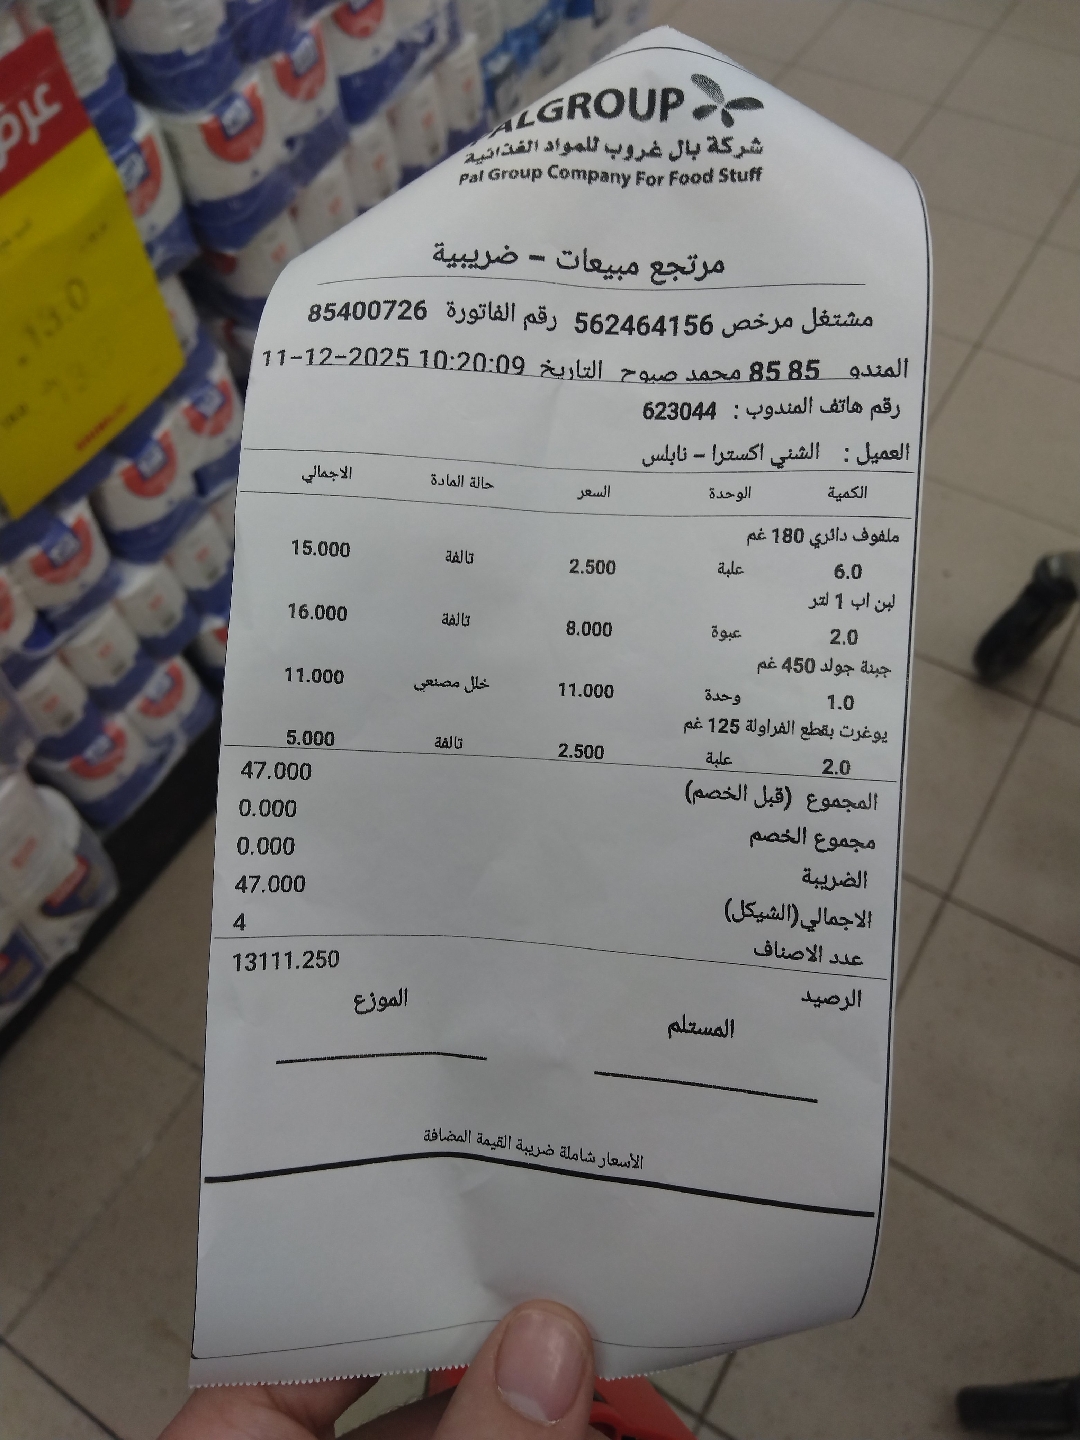 ALGROUP
شركة بال غروب للمواد الغذائية
Pal Group Company For Food Stuff
مرتجع مبيعات - ضريبية
مشتغل مرخص 562464156 رقم الفاتورة 85400726
المندو 8585 محمد صبوح التاريخ 11-12-2025 10:20:09
رقم هاتف المندوب : 623044
العميل : الشني اكسترا - نابلس
الكمية الوحدة السعر حالة المادة الاجمالي
ملفوف دائري 180 غم
6.0 علبة 2.500 تالفة 15.000
لبن اب 1 لتر
2.0 عبوة 8.000 تالفة 16.000
جبنة جولد 450 غم
1.0 وحدة 11.000 خلل مصنعي 11.000
يوغرت بقطع الفراولة 125 غم
2.0 علبة 2.500 تالفة 5.000
المجموع (قبل الخصم) 47.000
مجموع الخصم 0.000
الضريبة 0.000
الاجمالي(الشيكل) 47.000
عدد الاصناف 4
الرصيد 13111.250
المستلم الموزع
الأسعار شاملة ضريبة القيمة المضافة